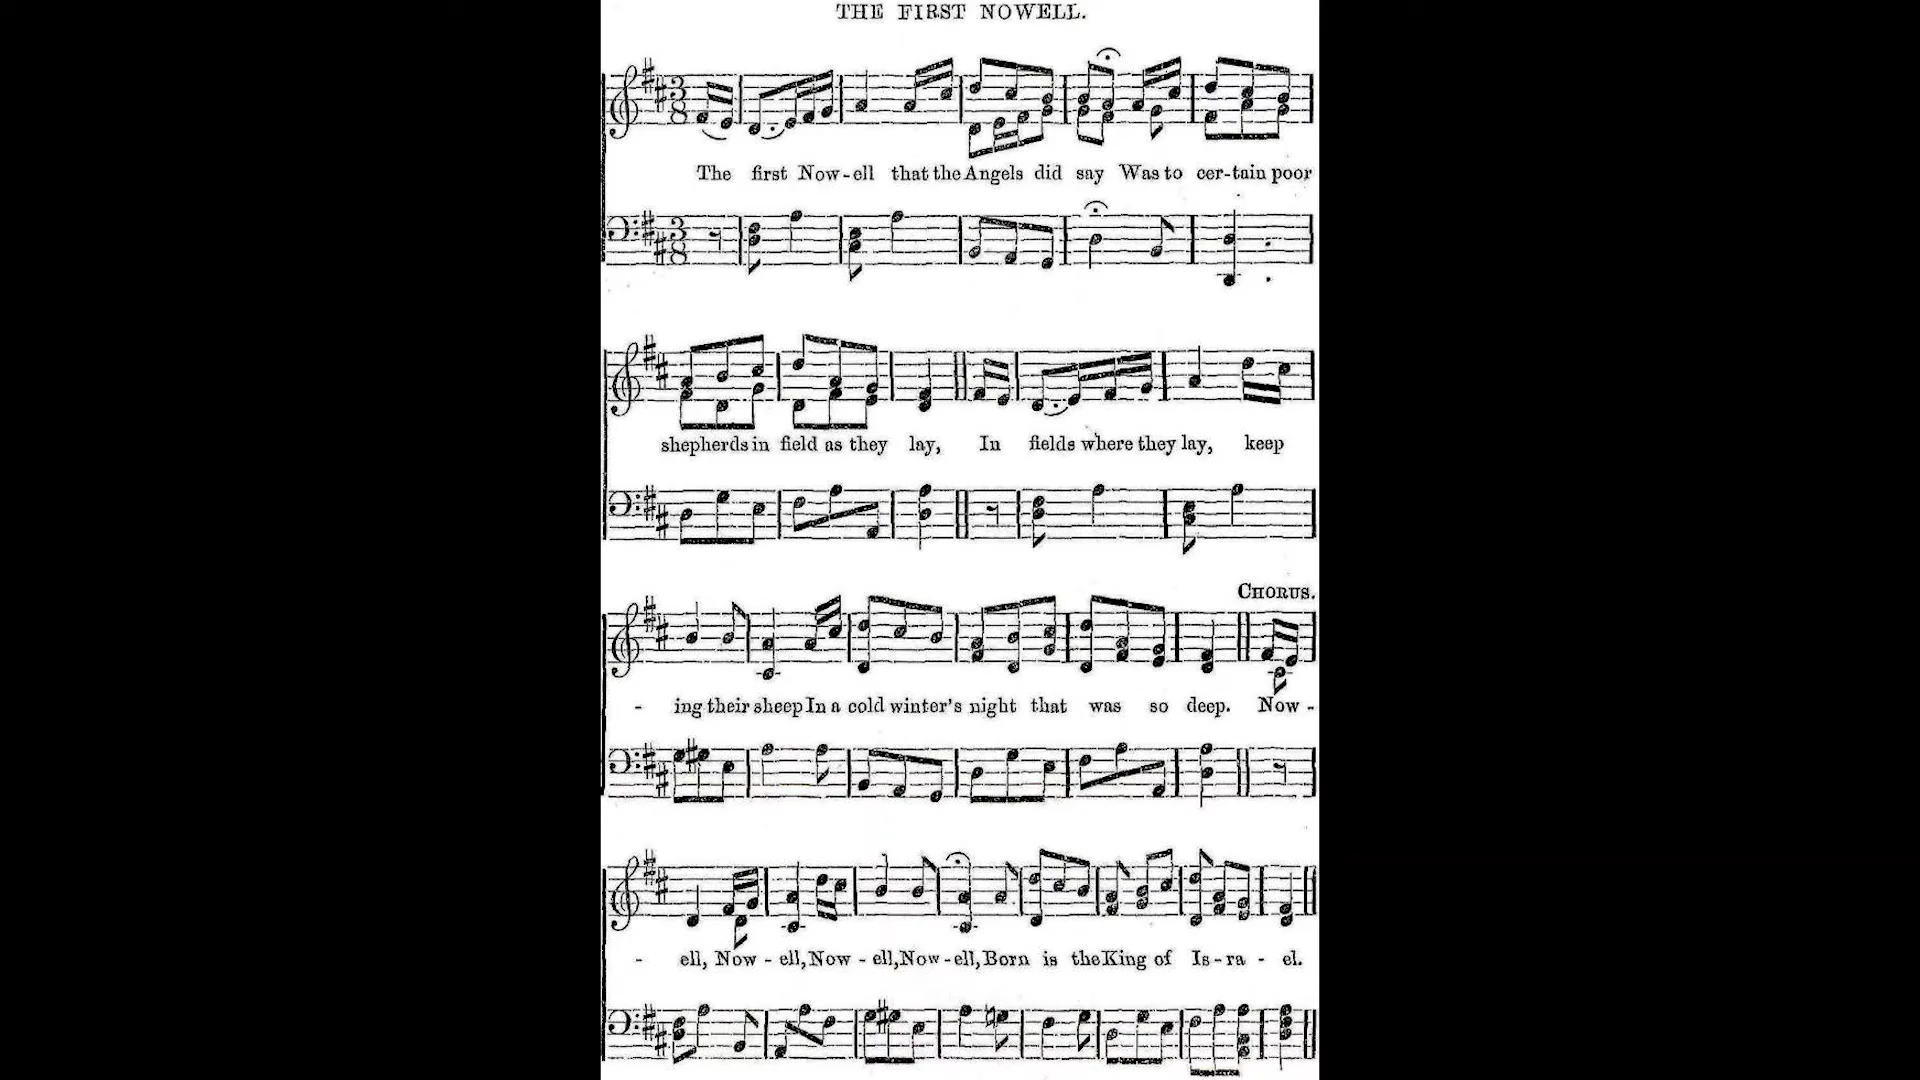 THE FIRST NOWELL.
The first Now-ell that the Angels did say Was to cer-tain poor
shepherds in field as they lay, In fields where they lay, keep
CHORUS.
- ing their sheep In a cold winter's night that was so deep. Now -
- ell, Now - ell, Now - ell, Now - ell, Born is the King of Is - ra - el.